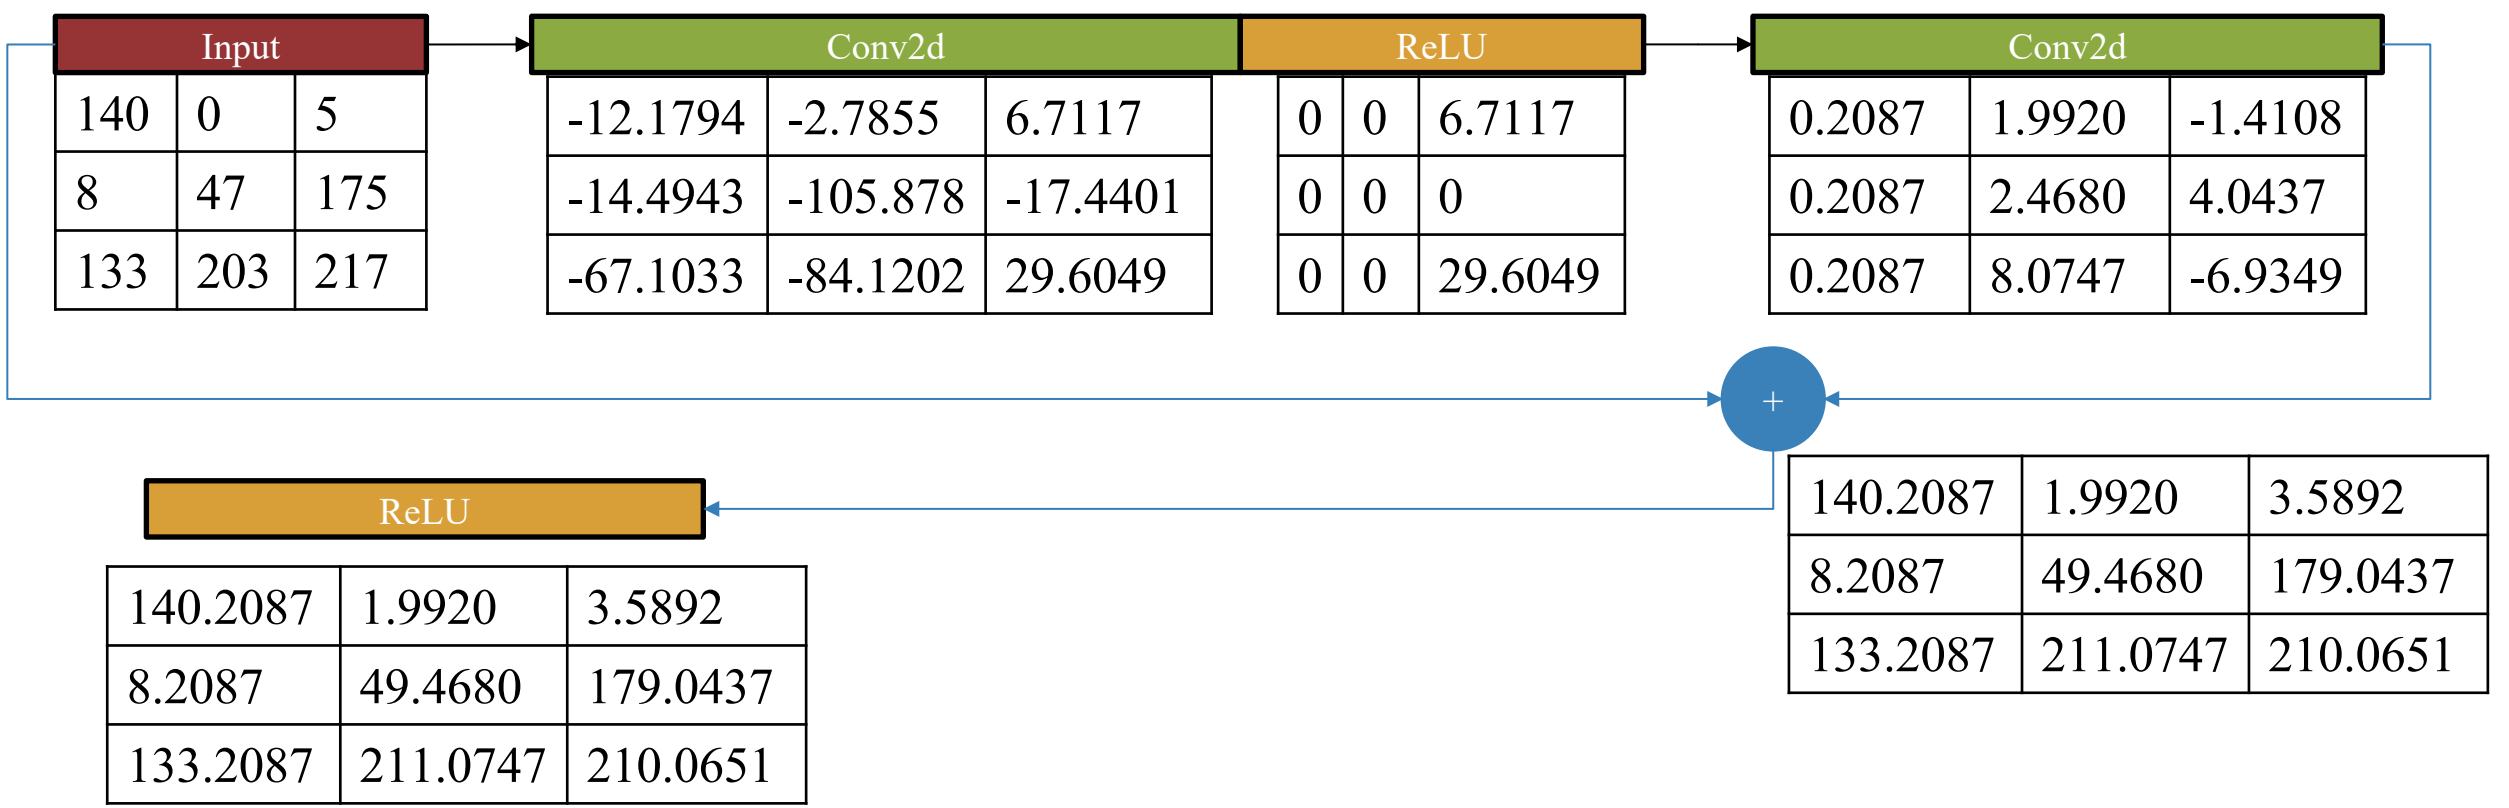 Input
140 0 5
8 47 175
133 203 217
Conv2d
-12.1794 -2.7855 6.7117
-14.4943 -105.878 -17.4401
-67.1033 -84.1202 29.6049
ReLU
0 0 6.7117
0 0 0
0 0 29.6049
Conv2d
0.2087 1.9920 -1.4108
0.2087 2.4680 4.0437
0.2087 8.0747 -6.9349
+
140.2087 1.9920 3.5892
8.2087 49.4680 179.0437
133.2087 211.0747 210.0651
ReLU
140.2087 1.9920 3.5892
8.2087 49.4680 179.0437
133.2087 211.0747 210.0651